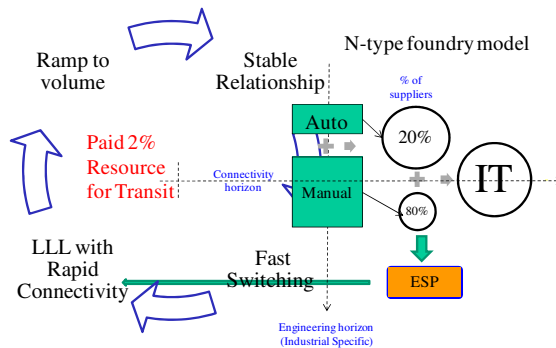 N-type foundry model
Ramp to
volume
Stable
Relationship
% of
suppliers
Auto
20%
Paid 2%
Resource
for Transit
Connectivity
horizon
Manual
IT
80%
LLL with
Rapid
Connectivity
Fast
Switching
ESP
Engineering horizon
(Industrial Specific)